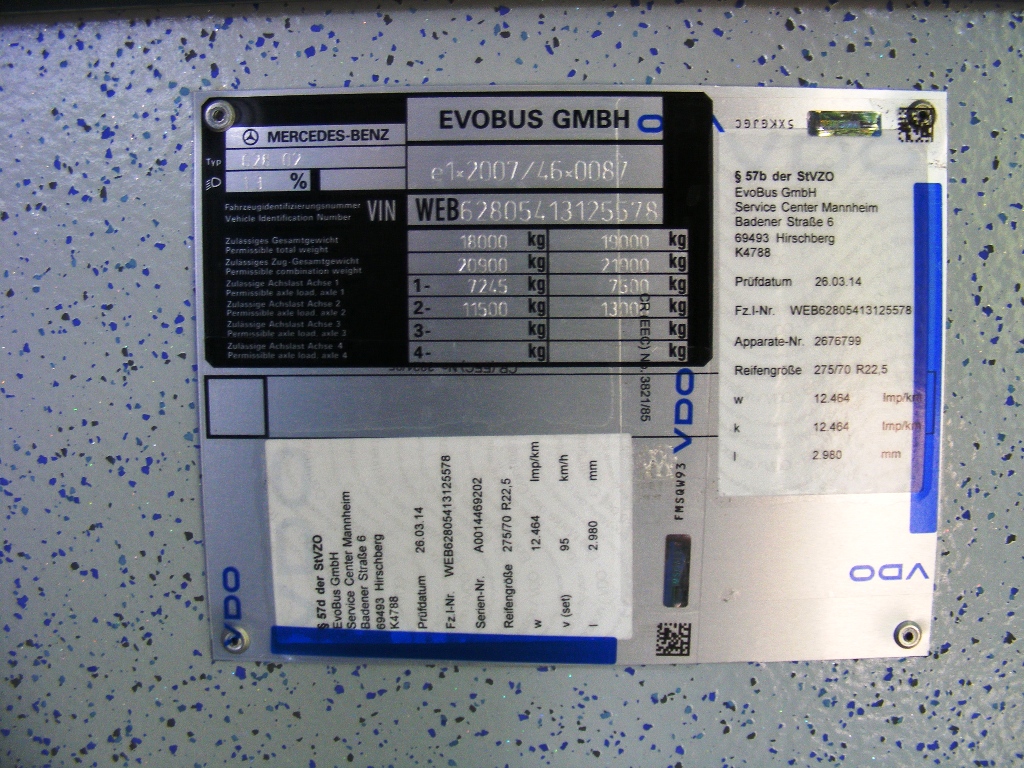 MERCEDES-BENZ
EVOBUS GMBH
Typ 628 02
11 %
e1*2007/46*0087
Fahrzeugidentifizierungsnummer
Vehicle Identification Number
VIN
WEB62805413125578
Zulässiges Gesamtgewicht
Permissible total weight
18000 kg 19000 kg
Zulässiges Zug-Gesamtgewicht
Permissible combination weight
20900 kg 21900 kg
Zulässige Achslast Achse 1
Permissible axle load, axle 1
1- 7245 kg 7500 kg
Zulässige Achslast Achse 2
Permissible axle load, axle 2
2- 11500 kg 13000 kg
Zulässige Achslast Achse 3
Permissible axle load, axle 3
3- kg kg
Zulässige Achslast Achse 4
Permissible axle load, axle 4
4- kg kg
SXKGJGC
§ 57b der StVZO
EvoBus GmbH
Service Center Mannheim
Badener Straße 6
69493 Hirschberg
K4788
Prüfdatum 26.03.14
Fz.I-Nr. WEB62805413125578
Apparate-Nr. 2676799
Reifengröße 275/70 R22,5
w 12.464 Imp/km
k 12.464 Imp/km
l 2.980 mm
VDO
CR (EEC) No. 3821/85
VDO
FMSQW93
§ 57d der StVZO
EvoBus GmbH
Service Center Mannheim
Badener Straße 6
69493 Hirschberg
K4788
Prüfdatum 26.03.14
Fz.I-Nr. WEB62805413125578
Serien-Nr. A0014469202
Reifengröße 275/70 R22,5
w 12.464 Imp/km
v (set) 95 km/h
l 2.980 mm
VDO